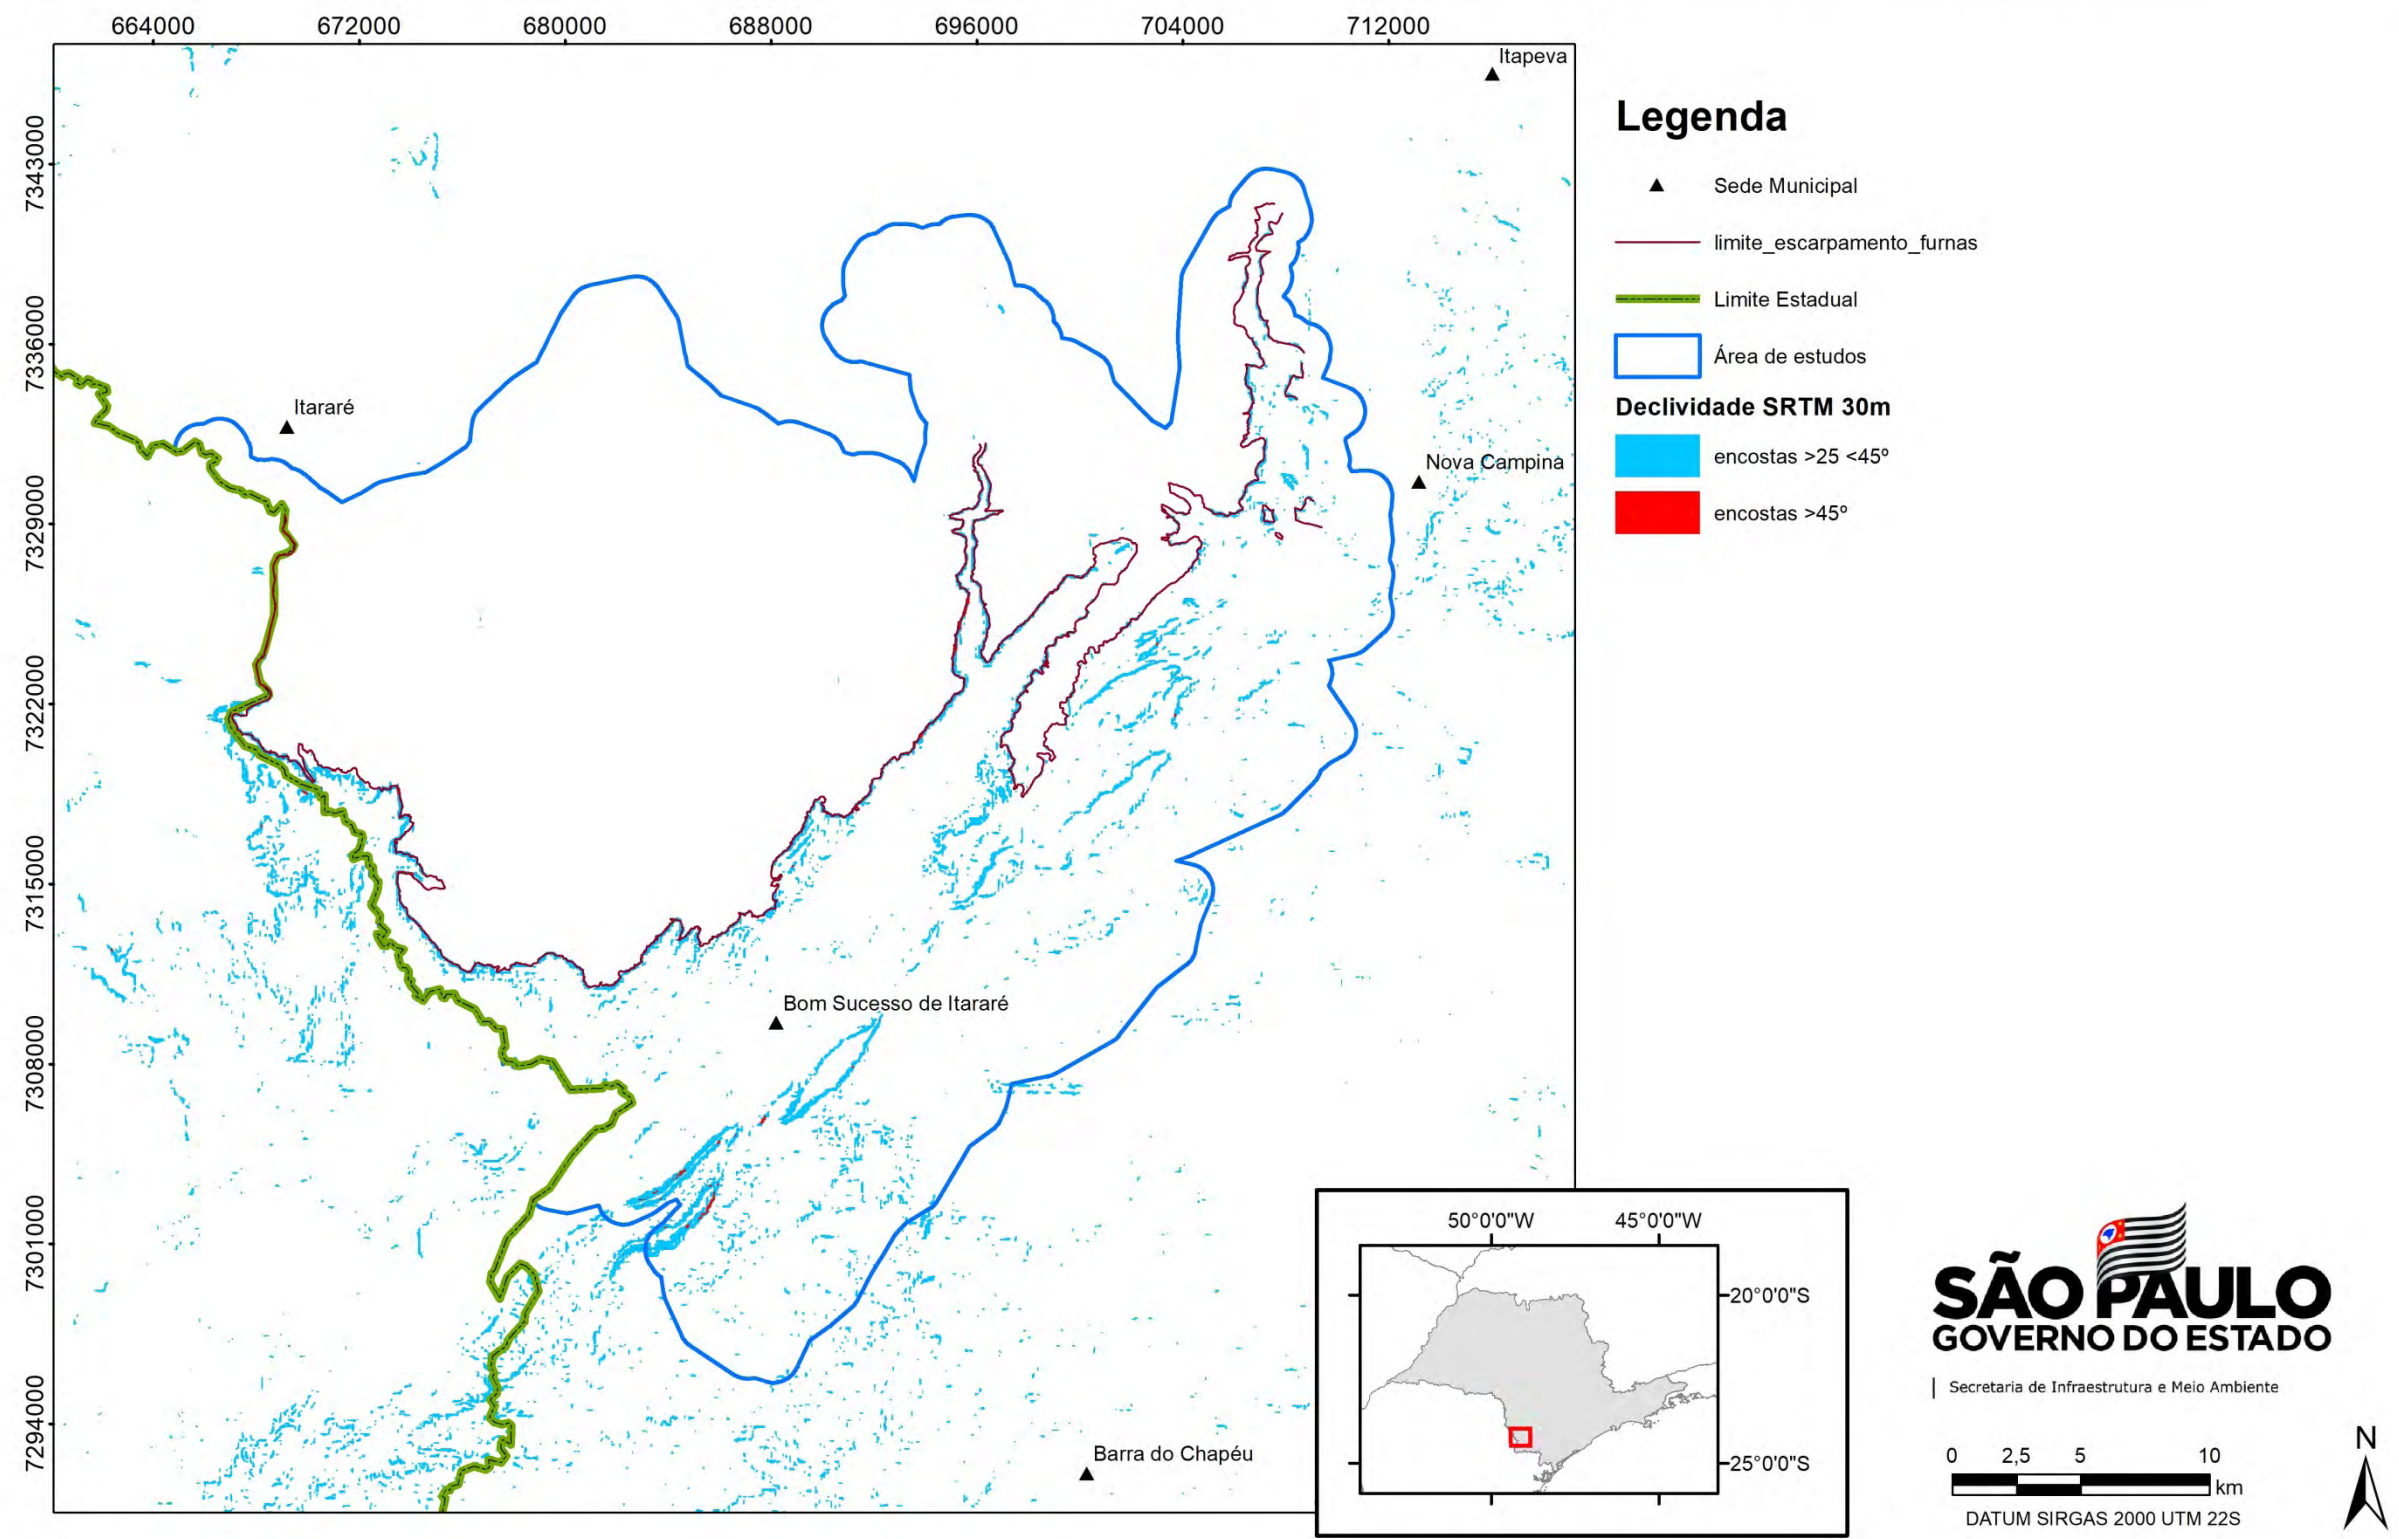 664000 672000 680000 688000 696000 704000 712000
7343000
7336000
7329000
7322000
7315000
7308000
7301000
7294000
Itapeva
Itararé
Nova Campina
Bom Sucesso de Itararé
Barra do Chapéu
Legenda
Sede Municipal
limite_escarpamento_furnas
Limite Estadual
Área de estudos
Declividade SRTM 30m
encostas >25 <45º
encostas >45º
50°0'0"W 45°0'0"W
20°0'0"S
25°0'0"S
SÃO PAULO
GOVERNO DO ESTADO
Secretaria de Infraestrutura e Meio Ambiente
0 2,5 5 10
km
DATUM SIRGAS 2000 UTM 22S
N